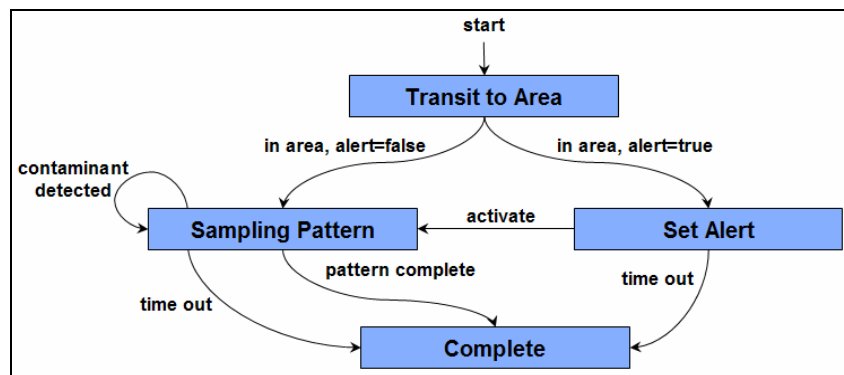 start
Transit to Area
in area, alert=false
in area, alert=true
contaminant
detected
Sampling Pattern
activate
Set Alert
pattern complete
time out
time out
Complete